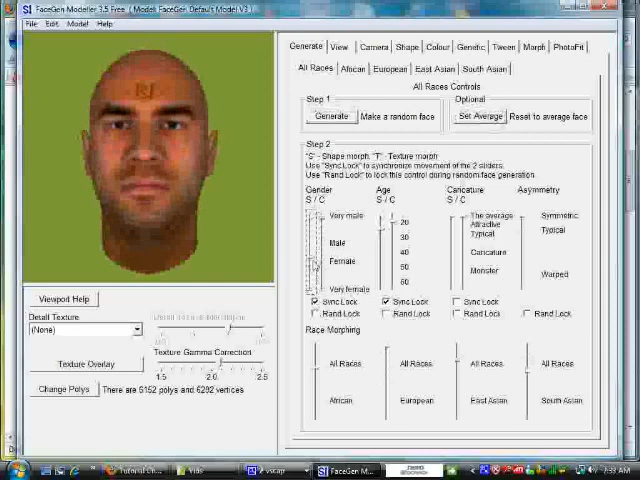 FaceGen Modeller 3.5 Free ( Model: FaceGen Default Model V3 )
File Edit Model Help
Generate View Camera Shape Colour Genetic Tween Morph PhotoFit
All Races African European East Asian South Asian
All Races Controls
Step 1
Generate Make a random face
Optional
Set Average Reset to average face
Step 2
"S" - Shape morph "T" - Texture morph
Use "Sync Lock" to synchronize movement of the 2 sliders.
Use "Rand Lock" to lock this control during random face generation.
Gender Age Caricature Asymmetry
S / C S / C S / C
Very male
Male
Female
Very female
20
30
40
50
60
The average
Attractive
Typical
Caricature
Monster
Symmetric
Typical
Warped
Sync Lock Sync Lock Sync Lock
Rand Lock Rand Lock Rand Lock Rand Lock
Race Morphing
All Races All Races All Races All Races
African European East Asian South Asian
Viewport Help
Detail Texture
(None)
Texture Overlay
Texture Gamma Correction
1.5 2.0 2.5
Change Polys There are 6152 polys and 6292 vertices
Tutorial Ch... Vids vscap FaceGen M... 7:33 AM